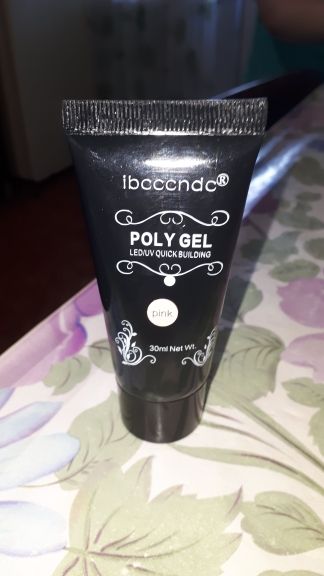 ibcccndc®
POLY GEL
LED/UV QUICK BUILDING
pink
30ml Net Wt.